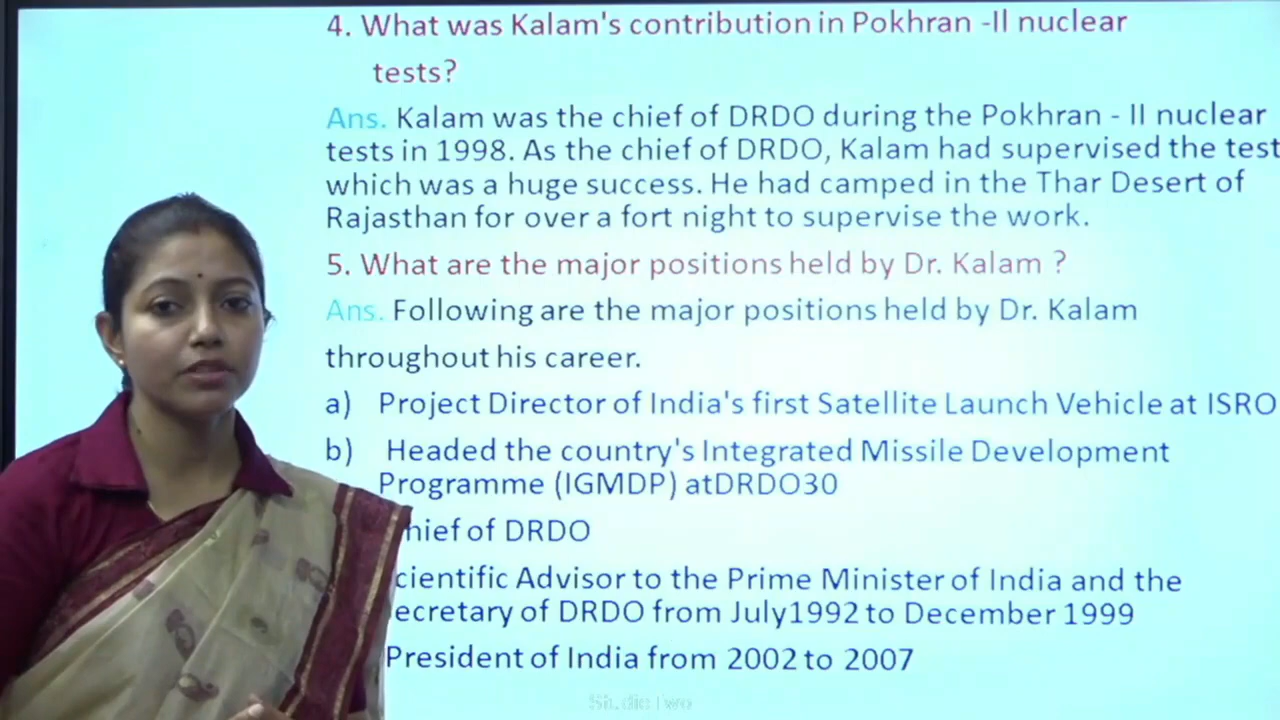 4. What was Kalam's contribution in Pokhran -II nuclear
tests?
Ans. Kalam was the chief of DRDO during the Pokhran - II nuclear
tests in 1998. As the chief of DRDO, Kalam had supervised the test
which was a huge success. He had camped in the Thar Desert of
Rajasthan for over a fort night to supervise the work.
5. What are the major positions held by Dr. Kalam ?
Ans. Following are the major positions held by Dr. Kalam
throughout his career.
a) Project Director of India's first Satellite Launch Vehicle at ISRO
b) Headed the country's Integrated Missile Development
Programme (IGMDP) atDRDO30
hief of DRDO
cientific Advisor to the Prime Minister of India and the
ecretary of DRDO from July1992 to December 1999
President of India from 2002 to 2007